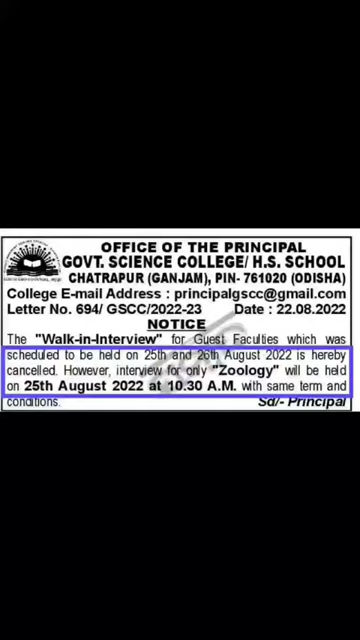 OFFICE OF THE PRINCIPAL
GOVT. SCIENCE COLLEGE/ H.S. SCHOOL
CHATRAPUR (GANJAM), PIN- 761020 (ODISHA)
College E-mail Address : principalgscc@gmail.com
Letter No. 694/ GSCC/2022-23 Date : 22.08.2022
NOTICE
The "Walk-in-Interview" for Guest Faculties which was
scheduled to be held on 25th and 26th August 2022 is hereby
cancelled. However, interview for only "Zoology" will be held
on 25th August 2022 at 10.30 A.M. with same term and
conditions. Sd/- Principal